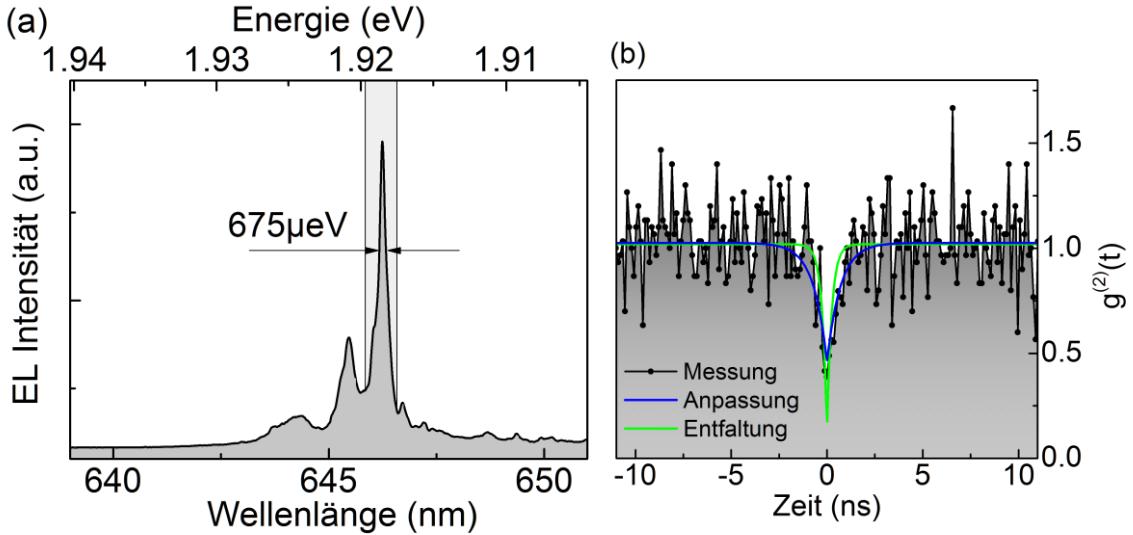 (a)
Energie (eV)
1.94 1.93 1.92 1.91
EL Intensität (a.u.)
675µeV
640 645 650
Wellenlänge (nm)
(b)
1.5
1.0
0.5
0.0
g(2)(t)
Messung
Anpassung
Entfaltung
-10 -5 0 5 10
Zeit (ns)